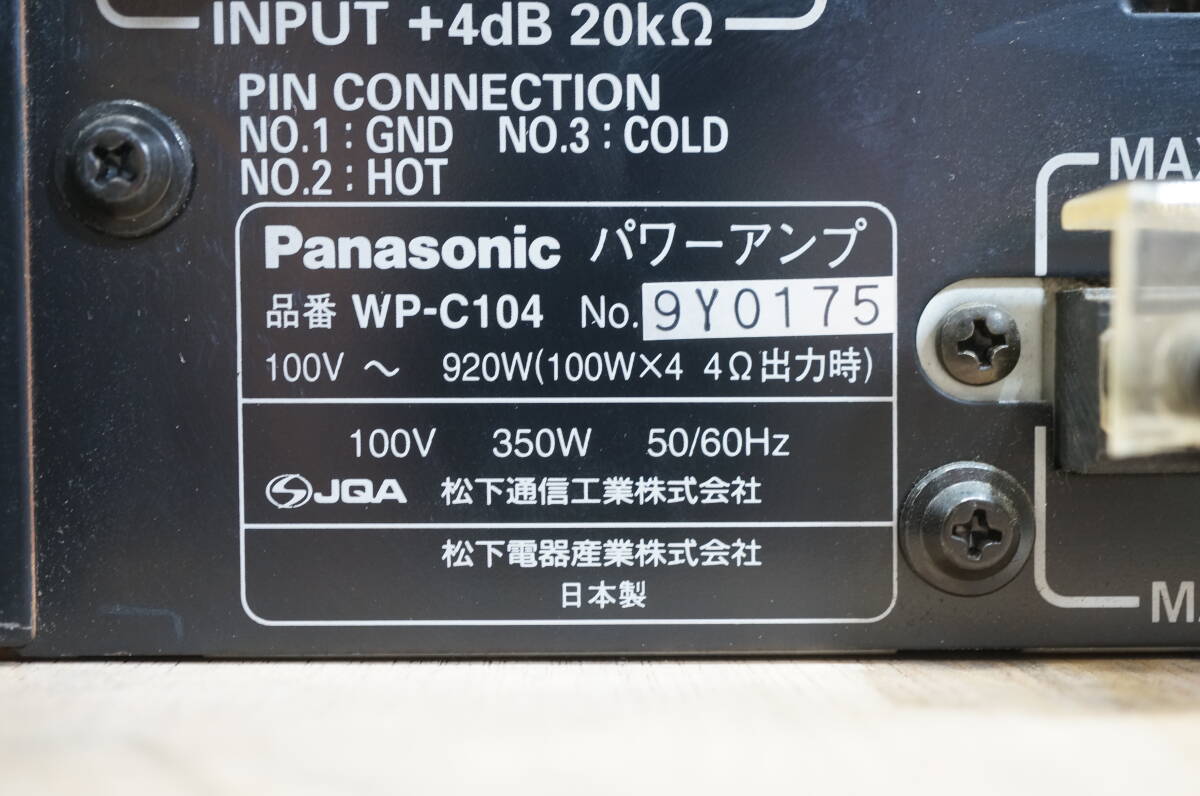 INPUT +4dB 20kΩ
PIN CONNECTION
NO.1 : GND NO.3 : COLD
NO.2 : HOT
MAX
Panasonic パワーアンプ
品番 WP-C104 No. 9Y0175
100V ～ 920W(100W×4 4Ω出力時)
100V 350W 50/60Hz
JQA 松下通信工業株式会社
松下電器産業株式会社
日本製